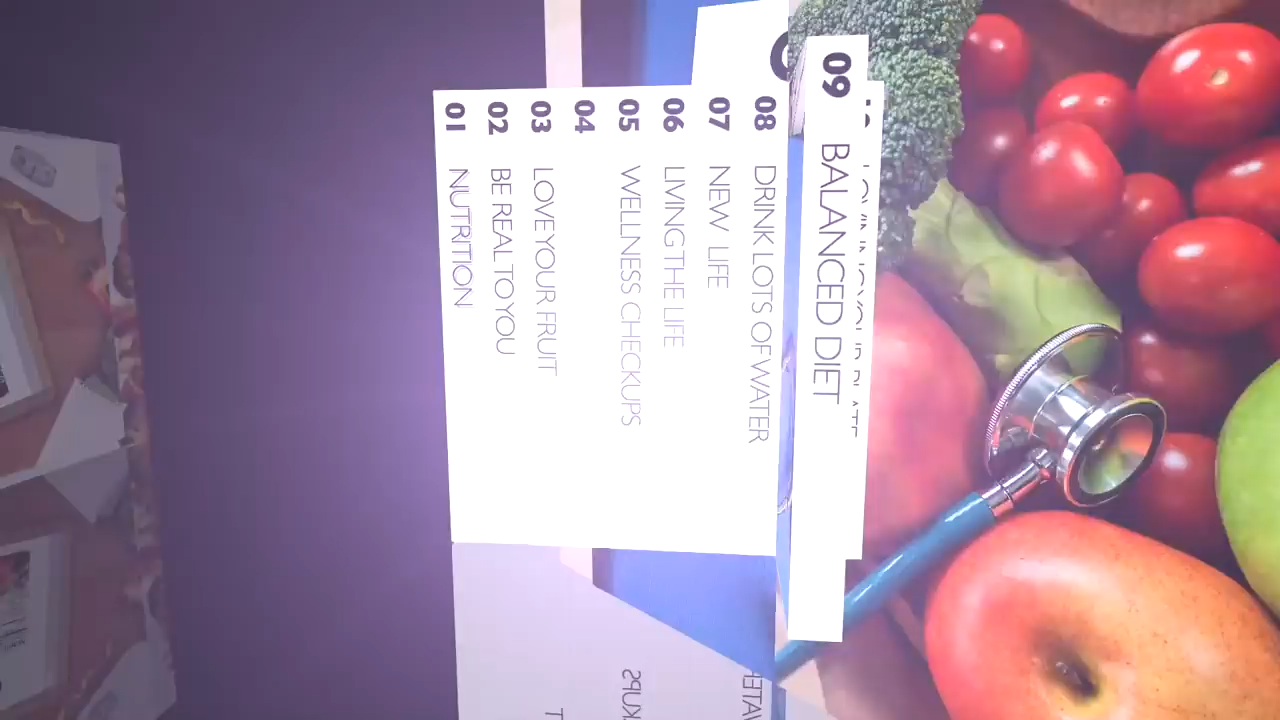 01 NUTRITION
02 BE REAL TO YOU
03 LOVE YOUR FRUIT
04
05 WELLNESS CHECKUPS
06 LIVING THE LIFE
07 NEW LIFE
08 DRINK LOTS OF WATER
09 BALANCED DIET